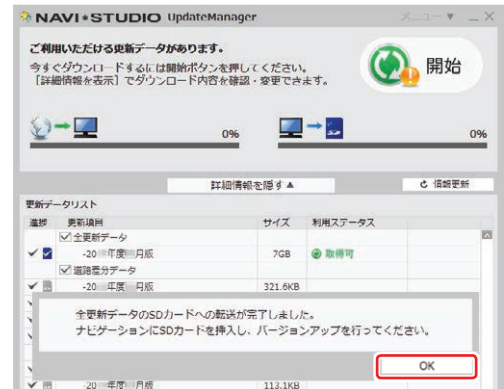 NAVI*STUDIO UpdateManager
メニュー ▼ _ X
ご利用いただける更新データがあります。
今すぐダウンロードするには開始ボタンを押してください。
[詳細情報を表示]でダウンロード内容を確認・変更できます。
開始
0%
0%
詳細情報を隠す▲
情報更新
更新データリスト
進捗 更新項目 サイズ 利用ステータス
全更新データ
-20 年度 月版 7GB 取得可
道路差分データ
-20 年度 月版 321.6KB
全更新データのSDカードへの転送が完了しました。
ナビゲーションにSDカードを挿入し、バージョンアップを行ってください。
OK
-20 年度 月版 113.1KB